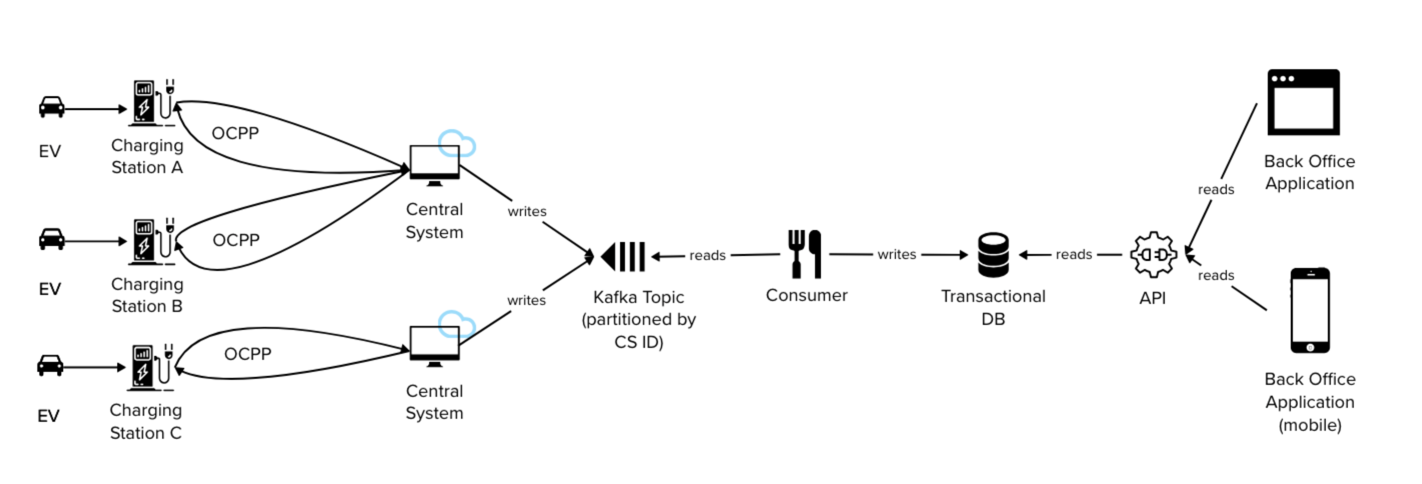 EV
Charging
Station A
OCPP
EV
Charging
Station B
OCPP
EV
Charging
Station C
OCPP
Central
System
Central
System
writes
writes
Kafka Topic
(partitioned by
CS ID)
reads
Consumer
writes
Transactional
DB
reads
API
reads
reads
Back Office
Application
Back Office
Application
(mobile)